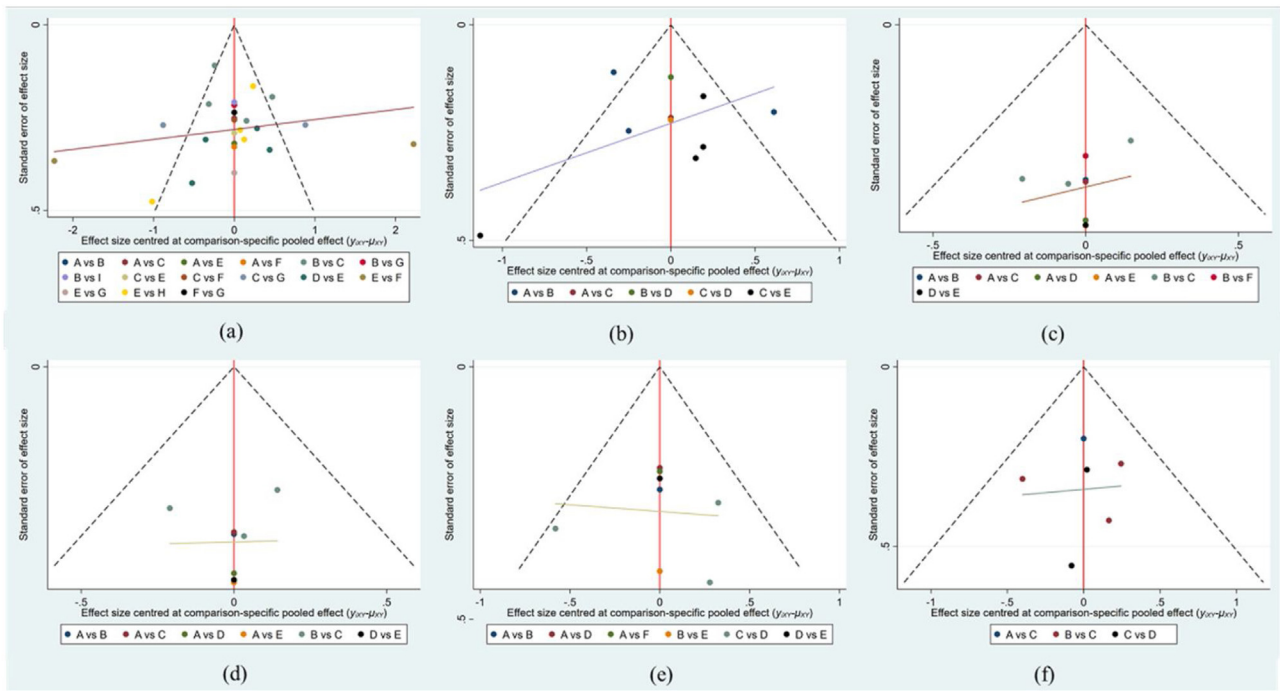 0
Standard error of effect size
.5
-2
-1
0
1
2
Effect size centred at comparison-specific pooled effect (yiXY-μXY)
A vs B A vs C A vs E A vs F B vs C B vs G
B vs I C vs E C vs F C vs G D vs E E vs F
E vs G E vs H F vs G
(a)
0
Standard error of effect size
.5
-1
-.5
0
.5
1
Effect size centred at comparison-specific pooled effect (yiXY-μXY)
A vs B A vs C B vs D C vs D C vs E
(b)
0
Standard error of effect size
-.5
0
.5
Effect size centred at comparison-specific pooled effect (yiXY-μXY)
A vs B A vs C A vs D A vs E B vs C B vs F
D vs E
(c)
0
Standard error of effect size
-.5
0
.5
Effect size centred at comparison-specific pooled effect (yiXY-μXY)
A vs B A vs C A vs D A vs E B vs C D vs E
(d)
0
Standard error of effect size
.5
-1
-.5
0
.5
1
Effect size centred at comparison-specific pooled effect (yiXY-μXY)
A vs B A vs D A vs F B vs E C vs D D vs E
(e)
0
Standard error of effect size
.5
-1
-.5
0
.5
1
Effect size centred at comparison-specific pooled effect (yiXY-μXY)
A vs C B vs C C vs D
(f)